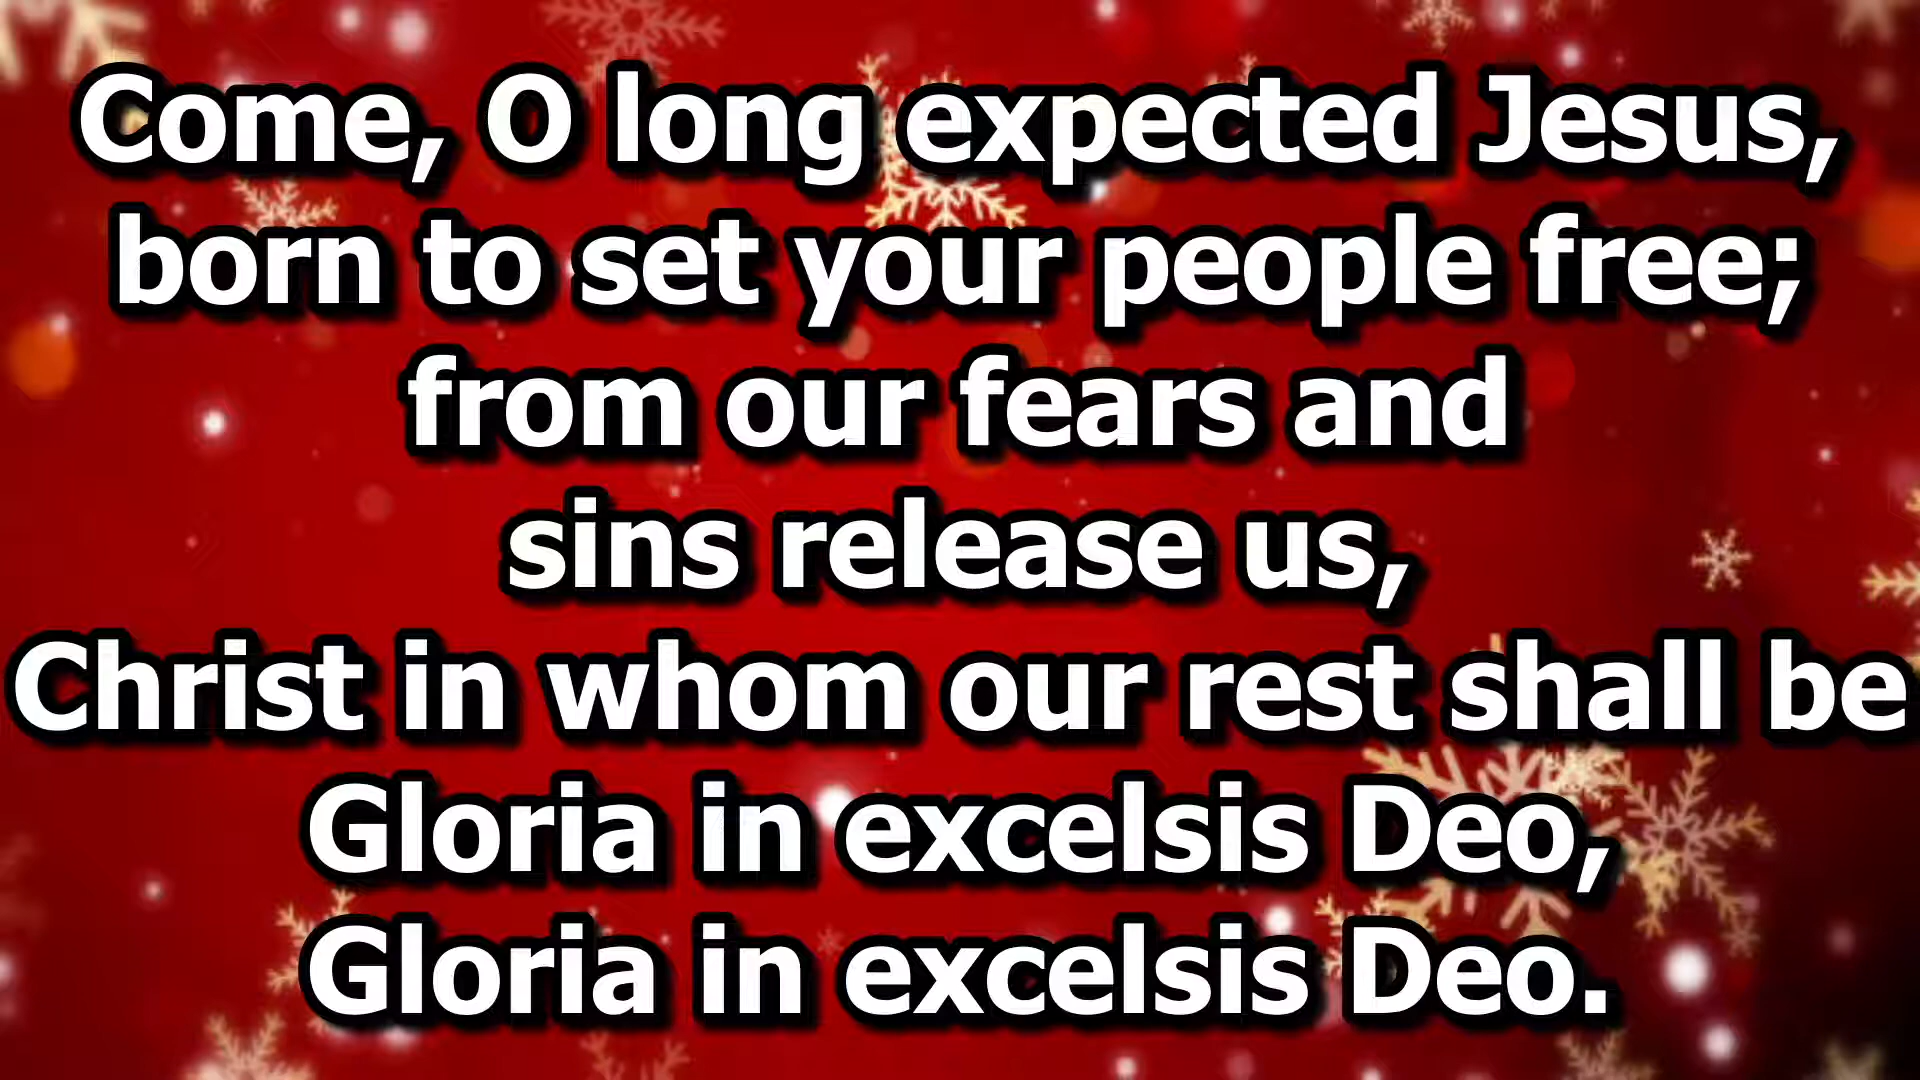 Come, O long expected Jesus,
born to set your people free;
from our fears and
sins release us,
Christ in whom our rest shall be
Gloria in excelsis Deo,
Gloria in excelsis Deo.